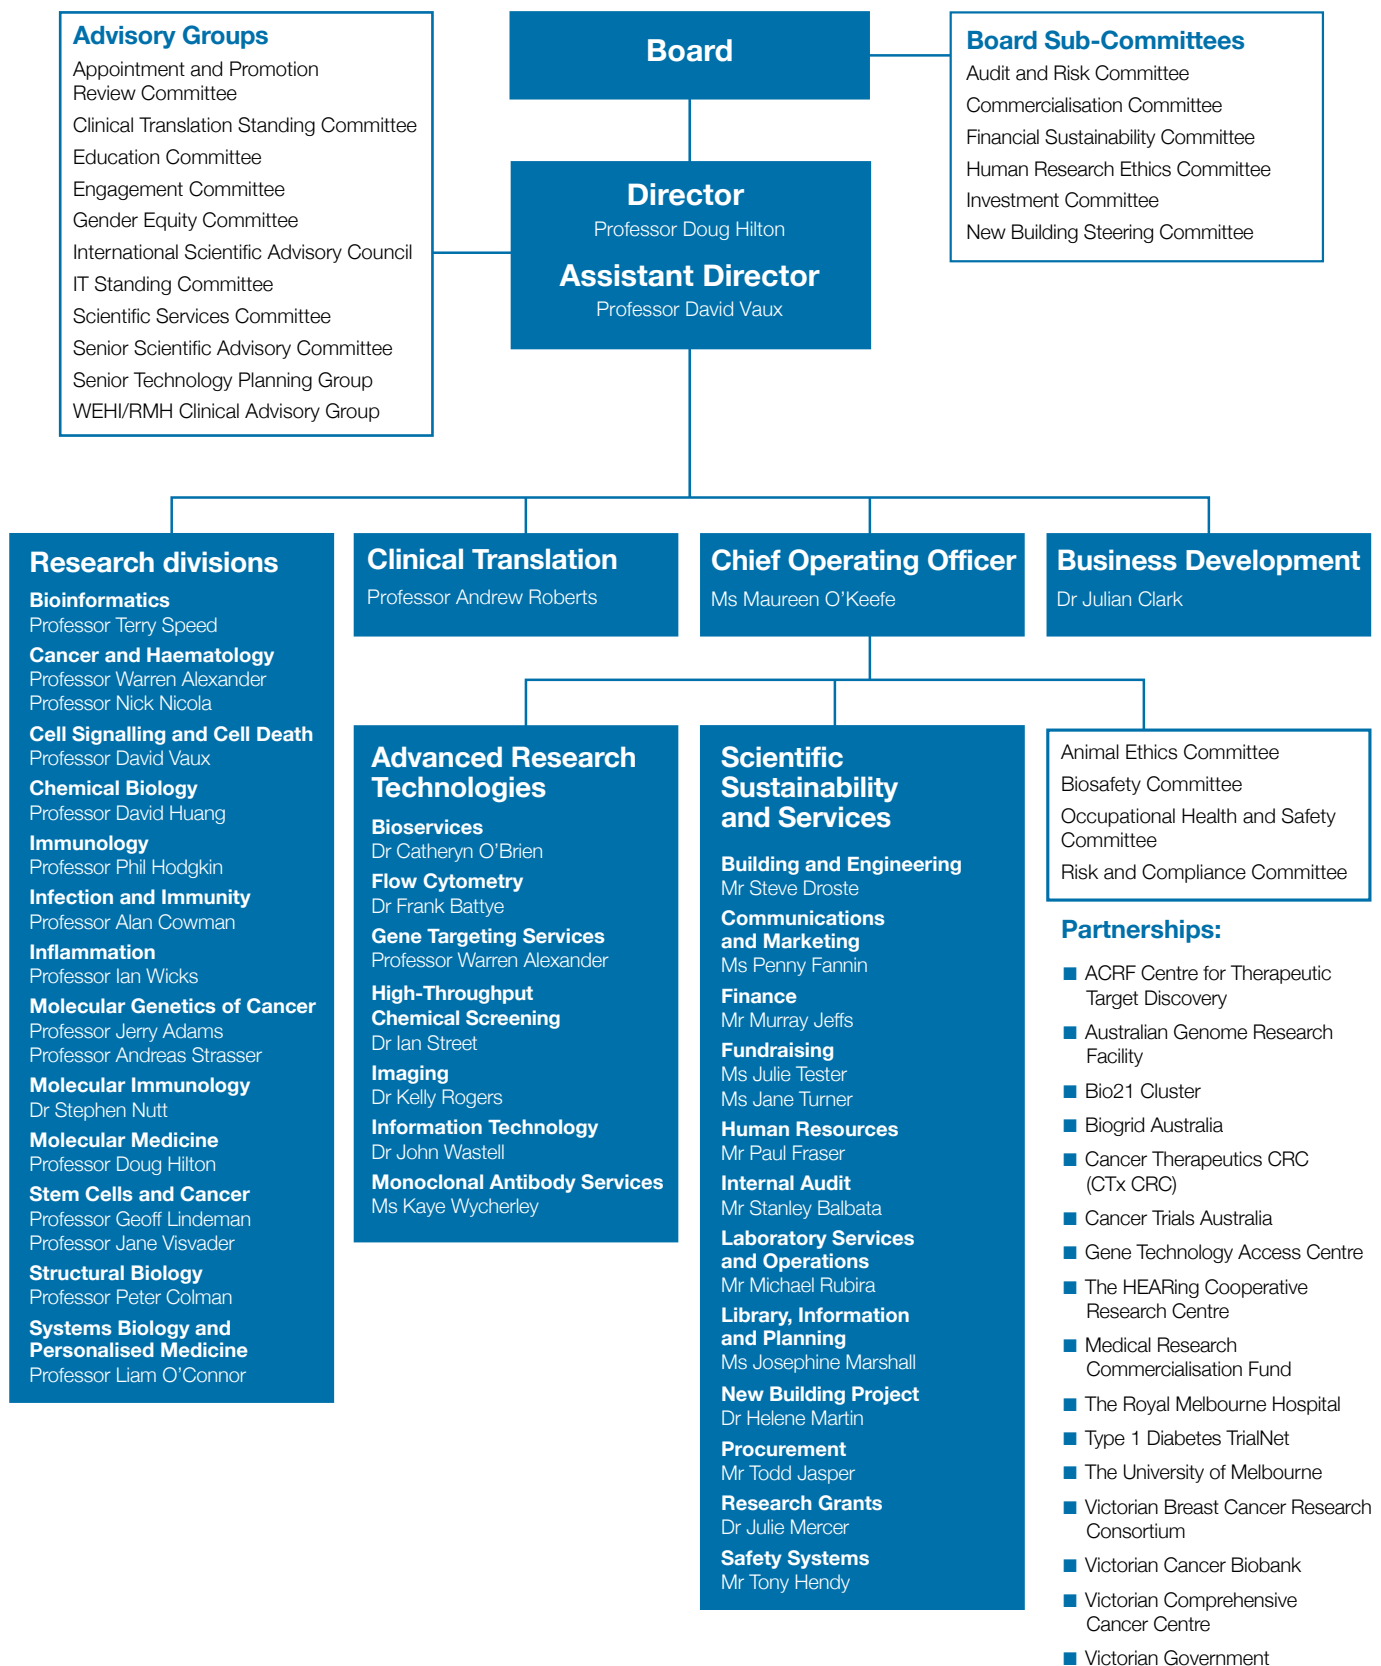 Advisory Groups
Appointment and Promotion
Review Committee
Clinical Translation Standing Committee
Education Committee
Engagement Committee
Gender Equity Committee
International Scientific Advisory Council
IT Standing Committee
Scientific Services Committee
Senior Scientific Advisory Committee
Senior Technology Planning Group
WEHI/RMH Clinical Advisory Group
Board
Board Sub-Committees
Audit and Risk Committee
Commercialisation Committee
Financial Sustainability Committee
Human Research Ethics Committee
Investment Committee
New Building Steering Committee
Director
Professor Doug Hilton
Assistant Director
Professor David Vaux
Research divisions
Bioinformatics
Professor Terry Speed
Cancer and Haematology
Professor Warren Alexander
Professor Nick Nicola
Cell Signalling and Cell Death
Professor David Vaux
Chemical Biology
Professor David Huang
Immunology
Professor Phil Hodgkin
Infection and Immunity
Professor Alan Cowman
Inflammation
Professor Ian Wicks
Molecular Genetics of Cancer
Professor Jerry Adams
Professor Andreas Strasser
Molecular Immunology
Dr Stephen Nutt
Molecular Medicine
Professor Doug Hilton
Stem Cells and Cancer
Professor Geoff Lindeman
Professor Jane Visvader
Structural Biology
Professor Peter Colman
Systems Biology and
Personalised Medicine
Professor Liam O'Connor
Clinical Translation
Professor Andrew Roberts
Chief Operating Officer
Ms Maureen O'Keefe
Business Development
Dr Julian Clark
Advanced Research
Technologies
Bioservices
Dr Catheryn O'Brien
Flow Cytometry
Dr Frank Battye
Gene Targeting Services
Professor Warren Alexander
High-Throughput
Chemical Screening
Dr Ian Street
Imaging
Dr Kelly Rogers
Information Technology
Dr John Wastell
Monoclonal Antibody Services
Ms Kaye Wycherley
Scientific
Sustainability
and Services
Building and Engineering
Mr Steve Droste
Communications
and Marketing
Ms Penny Fannin
Finance
Mr Murray Jeffs
Fundraising
Ms Julie Tester
Ms Jane Turner
Human Resources
Mr Paul Fraser
Internal Audit
Mr Stanley Balbata
Laboratory Services
and Operations
Mr Michael Rubira
Library, Information
and Planning
Ms Josephine Marshall
New Building Project
Dr Helene Martin
Procurement
Mr Todd Jasper
Research Grants
Dr Julie Mercer
Safety Systems
Mr Tony Hendy
Animal Ethics Committee
Biosafety Committee
Occupational Health and Safety
Committee
Risk and Compliance Committee
Partnerships:
■ ACRF Centre for Therapeutic
Target Discovery
■ Australian Genome Research
Facility
■ Bio21 Cluster
■ Biogrid Australia
■ Cancer Therapeutics CRC
(CTx CRC)
■ Cancer Trials Australia
■ Gene Technology Access Centre
■ The HEARing Cooperative
Research Centre
■ Medical Research
Commercialisation Fund
■ The Royal Melbourne Hospital
■ Type 1 Diabetes TrialNet
■ The University of Melbourne
■ Victorian Breast Cancer Research
Consortium
■ Victorian Cancer Biobank
■ Victorian Comprehensive
Cancer Centre
■ Victorian Government